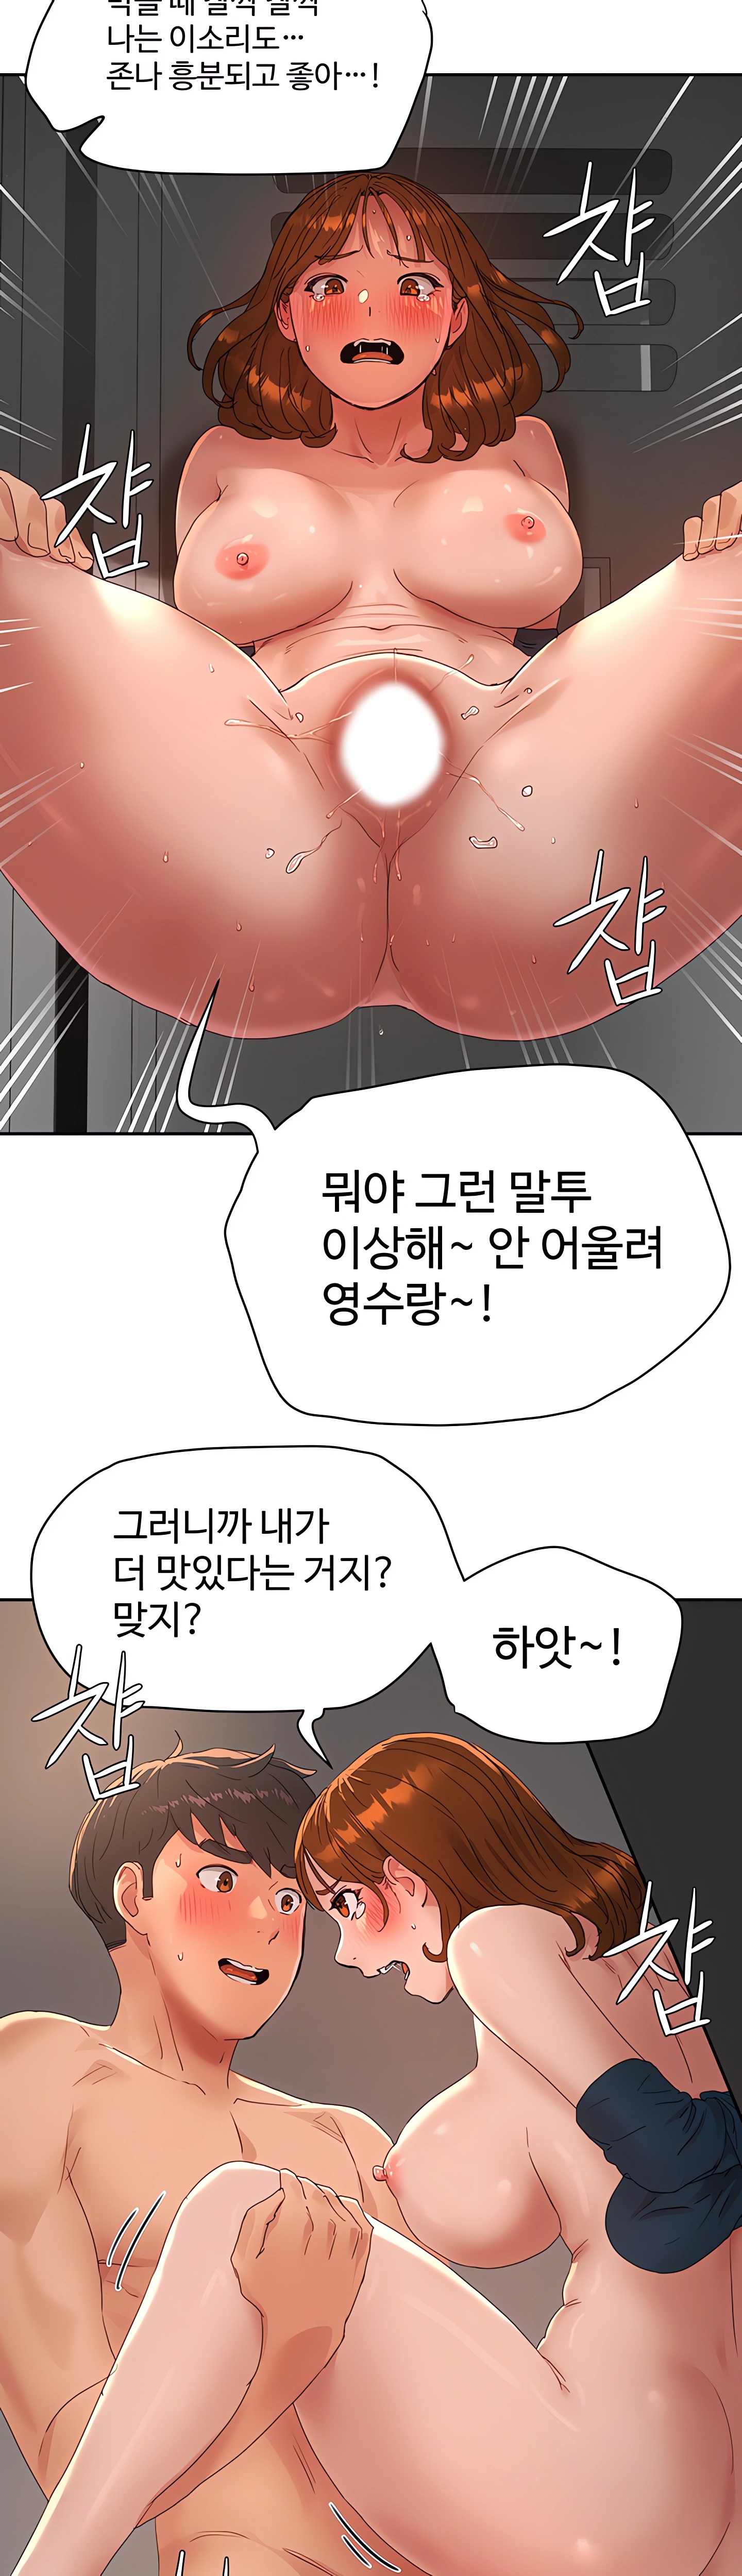 나는 이소리도…
존나 흥분되고 좋아…!
챱
챱
챱
뭐야 그런 말투
이상해~ 안 어울려
영수랑~!
그러니까 내가
더 맛있다는 거지?
맞지?
하앗~!
챱
챱